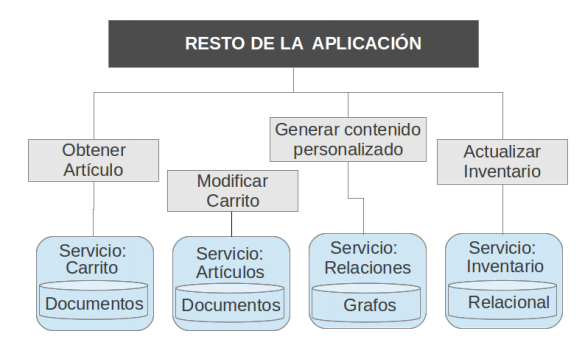 RESTO DE LA APLICACIÓN
Obtener
Artículo
Modificar
Carrito
Generar contenido
personalizado
Actualizar
Inventario
Servicio:
Carrito
Documentos
Servicio:
Artículos
Documentos
Servicio:
Relaciones
Grafos
Servicio:
Inventario
Relacional